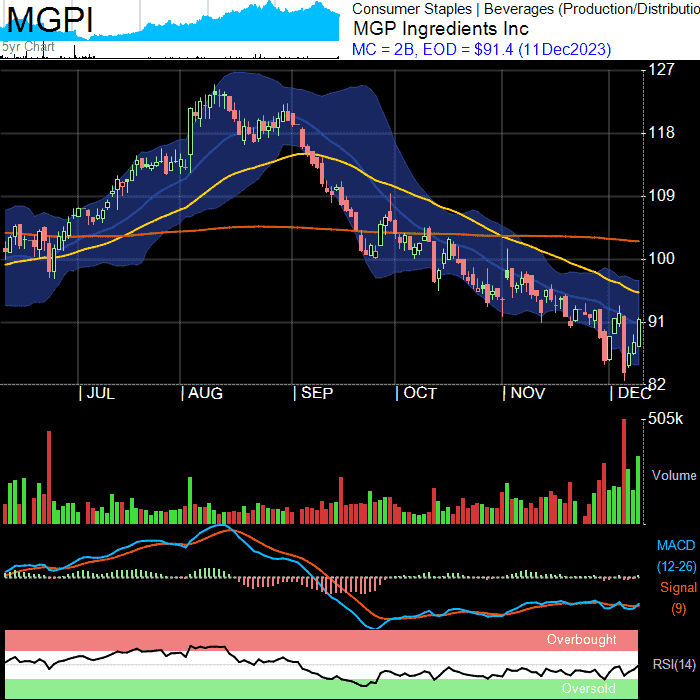 MGPI
5yr Chart
Consumer Staples | Beverages (Production/Distributio
MGP Ingredients Inc
MC = 2B, EOD = $91.4 (11Dec2023)
127
118
109
100
91
82
JUL
AUG
SEP
OCT
NOV
DEC
505k
Volume
MACD
(12-26)
Signal
(9)
Overbought
RSI(14)
Oversold